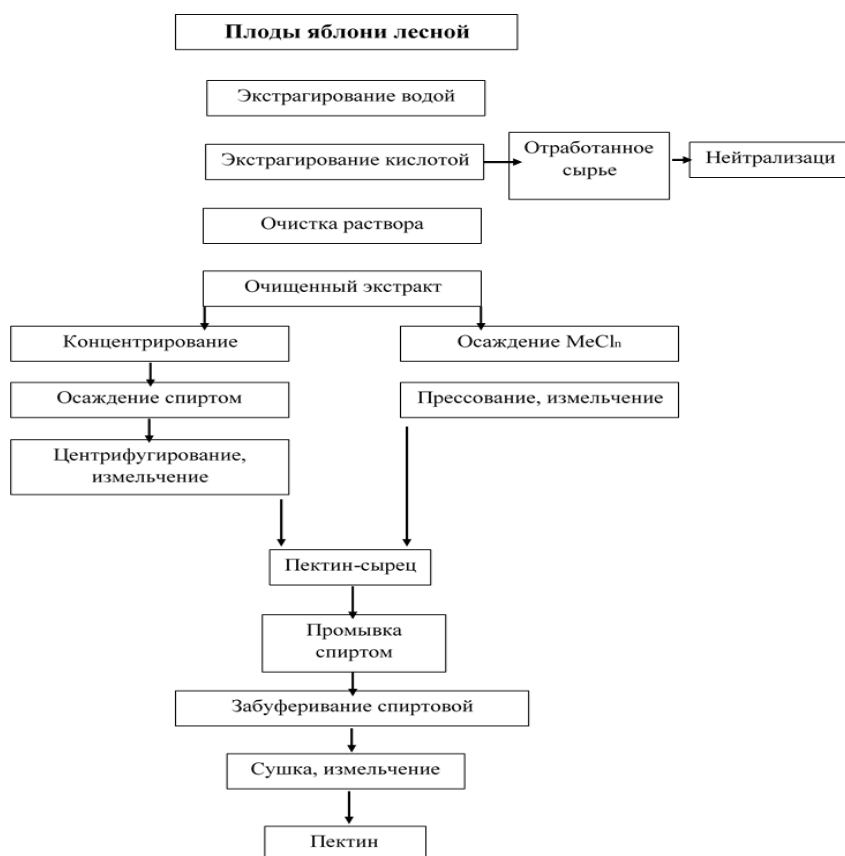 Плоды яблони лесной
Экстрагирование водой
Экстрагирование кислотой
Отработанное
сырье
Нейтрализаци
Очистка раствора
Очищенный экстракт
Концентрирование
Осаждение MeClₙ
Осаждение спиртом
Прессование, измельчение
Центрифугирование,
измельчение
Пектин-сырец
Промывка
спиртом
Забуферивание спиртовой
Сушка, измельчение
Пектин